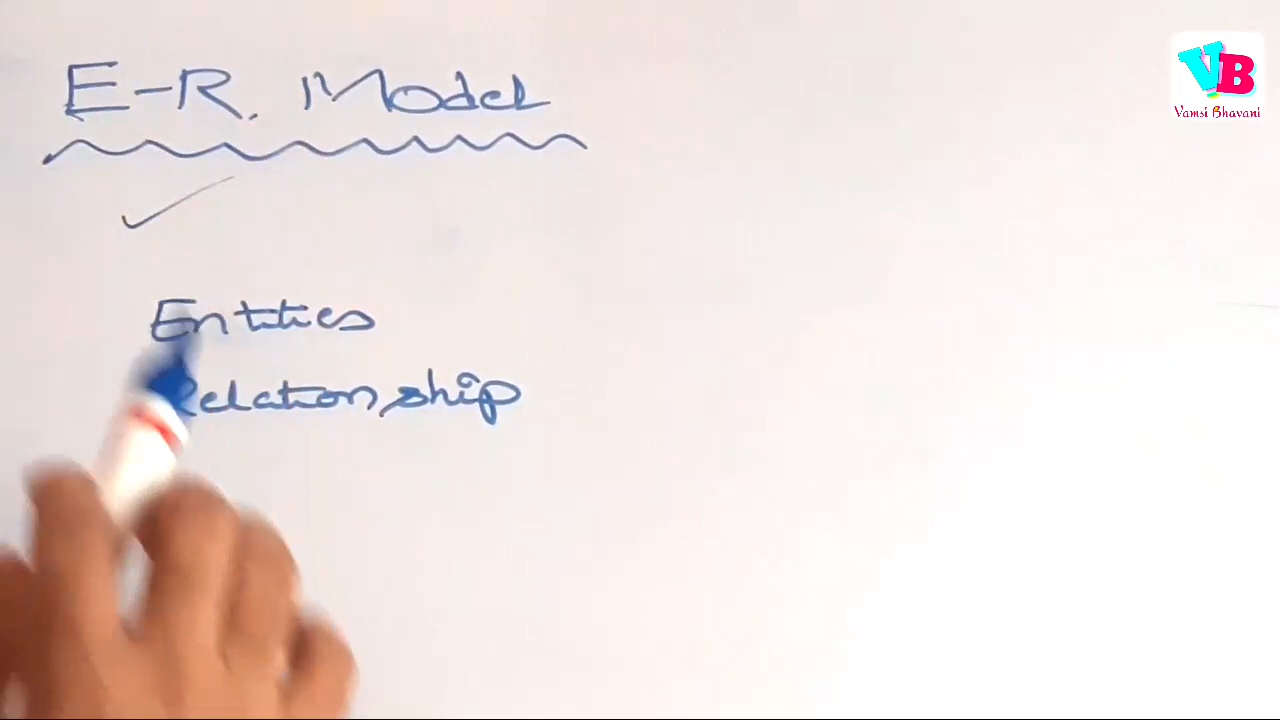 E-R. Model
Entities
Relationship
VB
Vamsi Bhavani